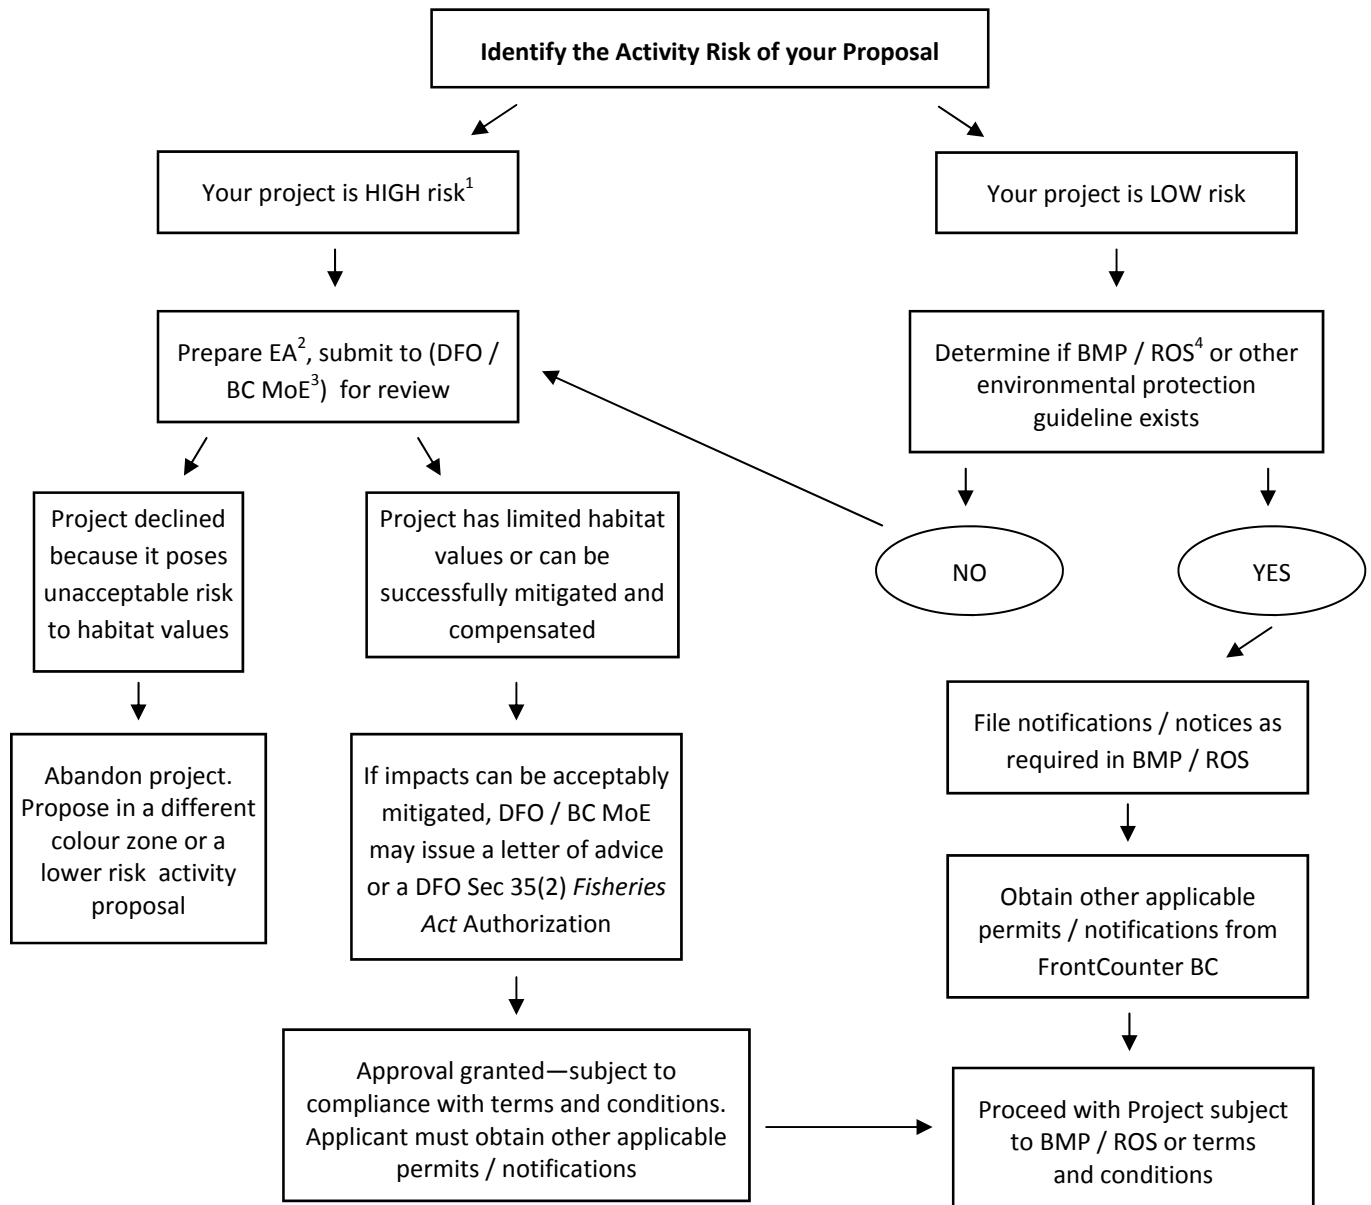 Identify the Activity Risk of your Proposal
Your project is HIGH risk1
Your project is LOW risk
Prepare EA2, submit to (DFO /
BC MoE3) for review
Determine if BMP / ROS4 or other
environmental protection
guideline exists
Project declined
because it poses
unacceptable risk
to habitat values
Project has limited habitat
values or can be
successfully mitigated and
compensated
NO
YES
Abandon project.
Propose in a different
colour zone or a
lower risk activity
proposal
If impacts can be acceptably
mitigated, DFO / BC MoE
may issue a letter of advice
or a DFO Sec 35(2) Fisheries
Act Authorization
File notifications / notices as
required in BMP / ROS
Obtain other applicable
permits / notifications from
FrontCounter BC
Approval granted—subject to
compliance with terms and conditions.
Applicant must obtain other applicable
permits / notifications
Proceed with Project subject
to BMP / ROS or terms
and conditions